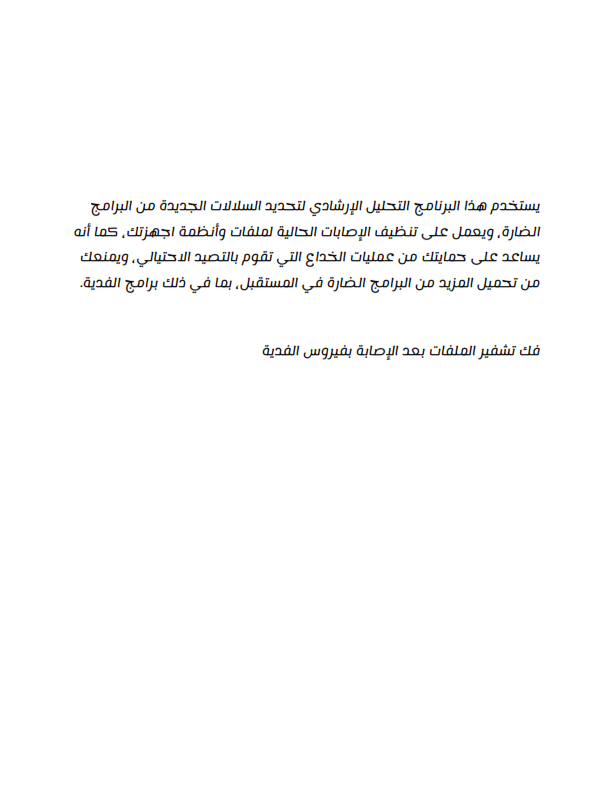 يستخدم هذا البرنامج التحليل الإرشادي لتحديد السلالات الجديدة من البرامج
الضارة، ويعمل على تنظيف الإصابات الحالية لملفات وأنظمة اجهزتك، كما أنه
يساعد على حمايتك من عمليات الخداع التي تقوم بالتصيد الاحتيالي، ويمنعك
من تحميل المزيد من البرامج الضارة في المستقبل، بما في ذلك برامج الفدية.
فك تشفير الملفات بعد الإصابة بفيروس الفدية